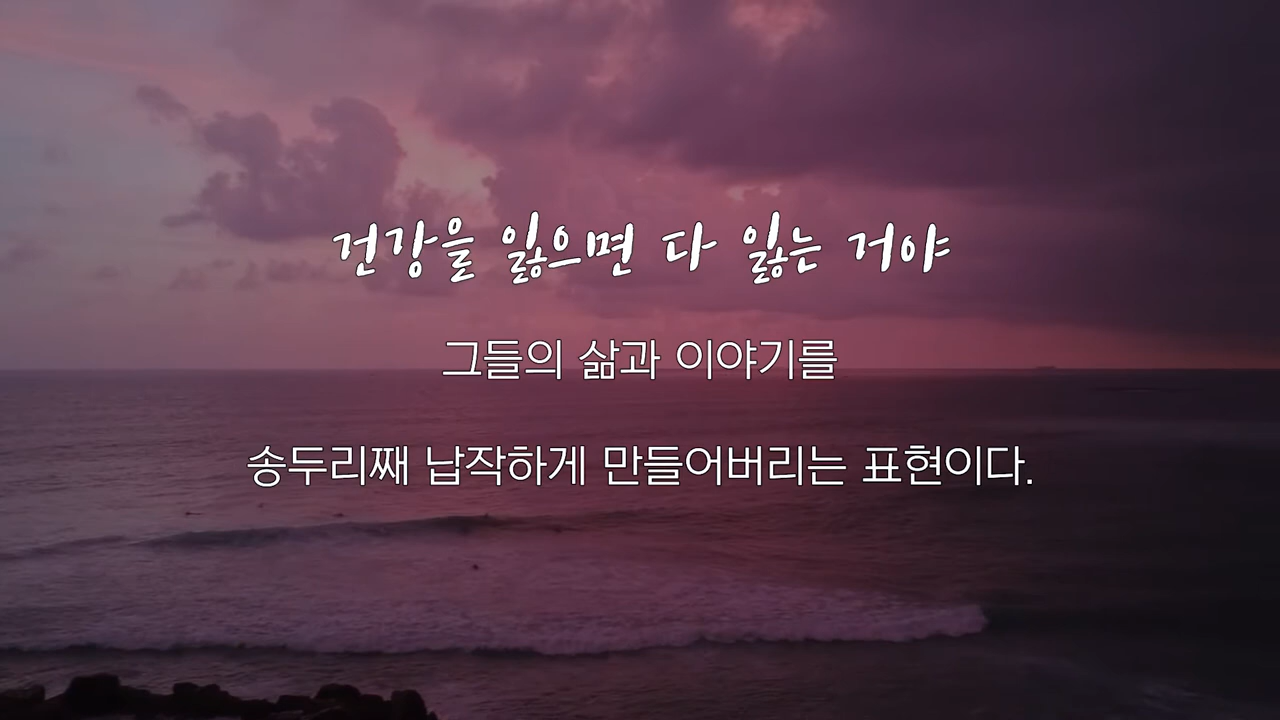 건강을 잃으면 다 잃는 거야
그들의 삶과 이야기를
송두리째 납작하게 만들어버리는 표현이다.